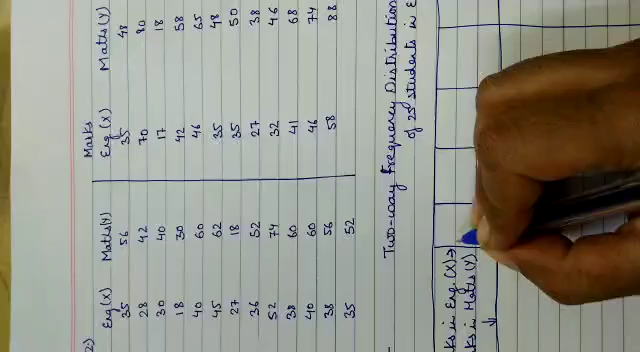 2) Marks
Eng(X) Maths(Y) Eng(X) Maths(Y)
35 56 35 48
28 42 70 80
30 40 17 18
18 30 42 58
40 60 46 65
45 62 35 48
27 18 35 50
36 52 27 38
52 74 32 46
38 60 41 68
40 60 46 74
38 56 58 88
35 52
Two-way Frequency Distribution
of 25 students in
in Eng.(X)→
in Maths(Y)
↓